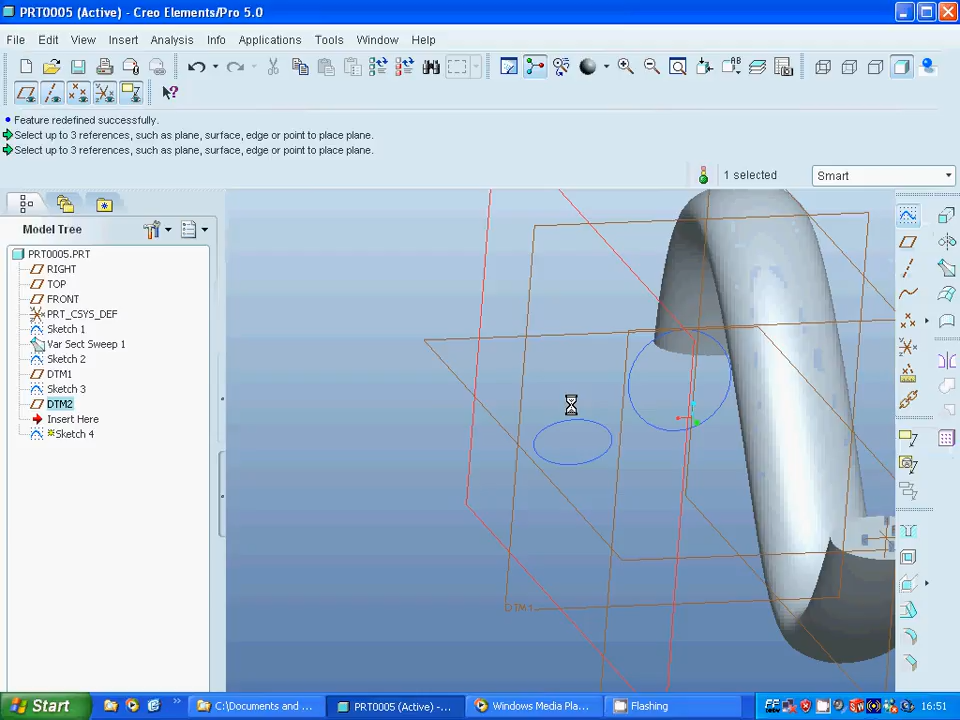 PRT0005 (Active) - Creo Elements/Pro 5.0
File Edit View Insert Analysis Info Applications Tools Window Help
Feature redefined successfully.
Select up to 3 references, such as plane, surface, edge or point to place plane.
Select up to 3 references, such as plane, surface, edge or point to place plane.
1 selected
Smart
Model Tree
PRT0005.PRT
RIGHT
TOP
FRONT
PRT_CSYS_DEF
Sketch 1
Var Sect Sweep 1
Sketch 2
DTM1
Sketch 3
DTM2
Insert Here
Sketch 4
DTM1
Start
C:\Documents and ...
PRT0005 (Active) -...
Windows Media Pla...
Flashing
16:51